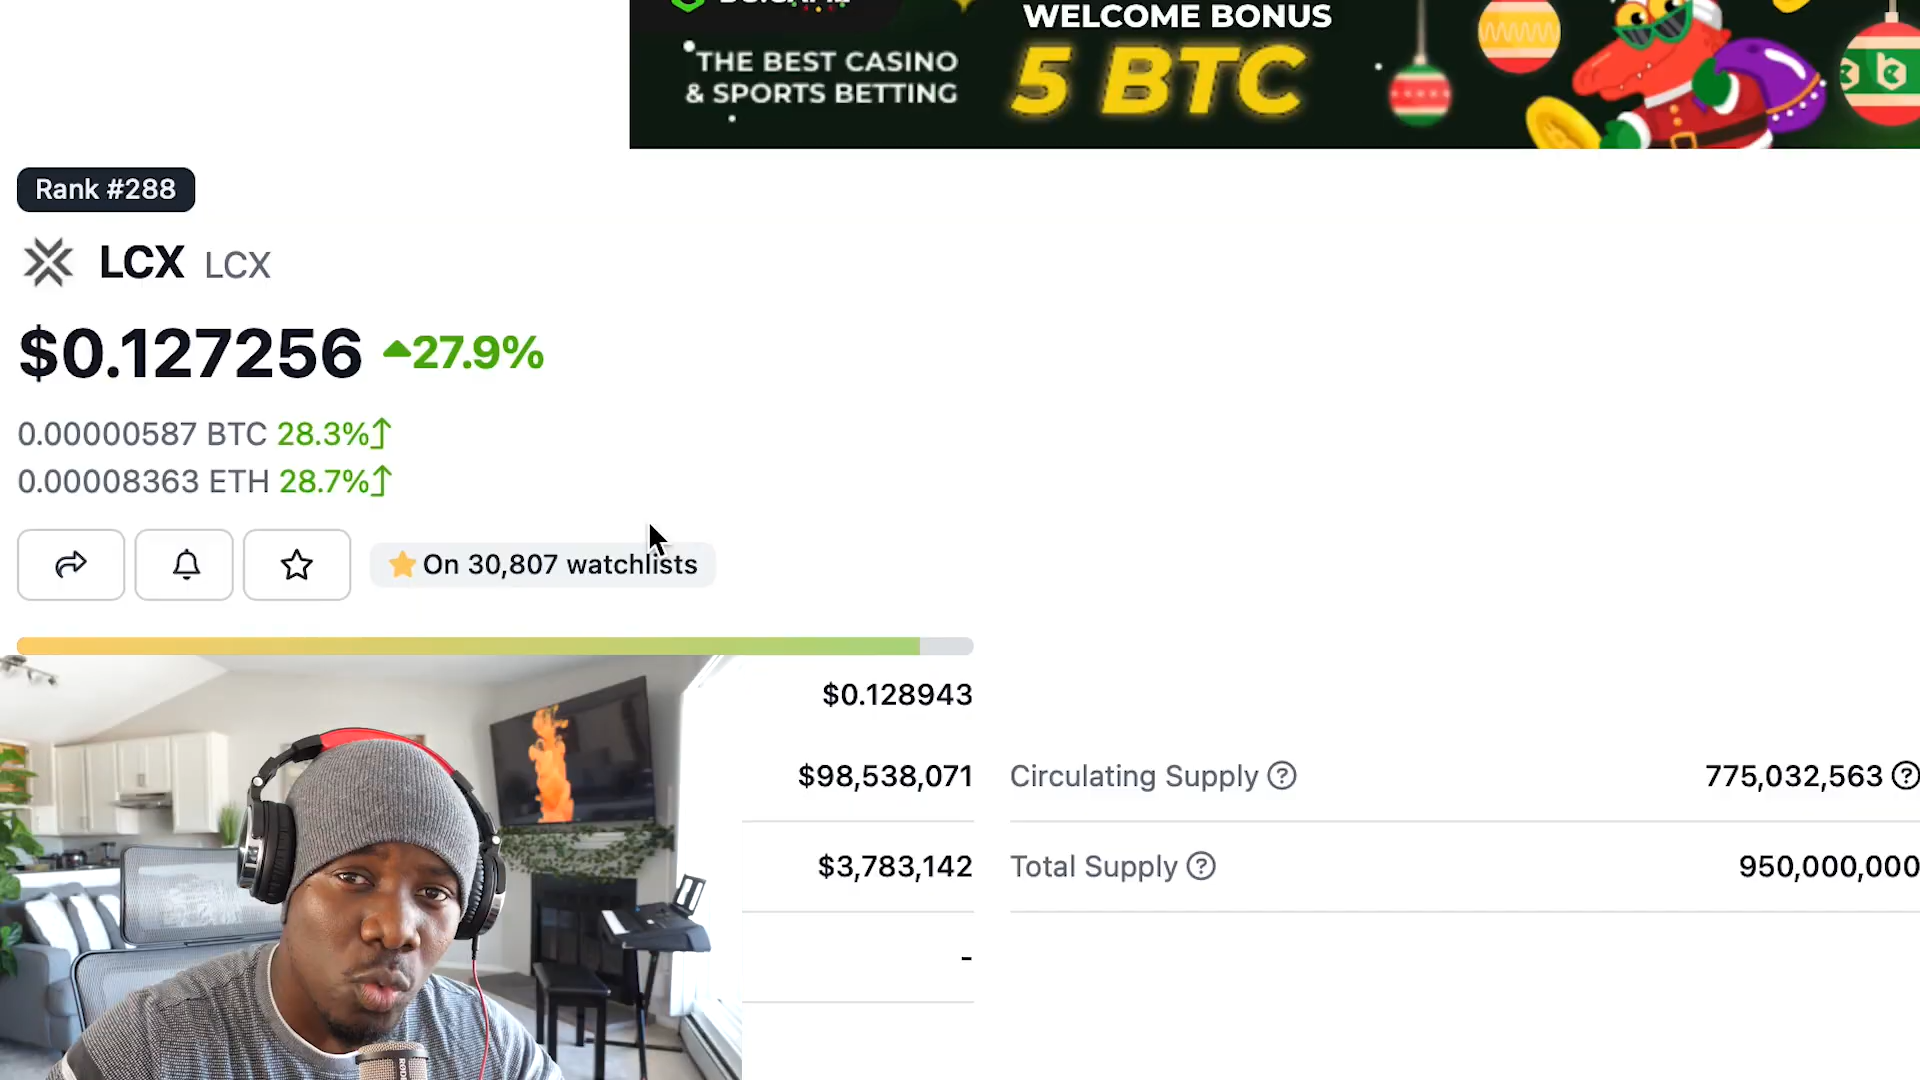 WELCOME BONUS
THE BEST CASINO
& SPORTS BETTING
5 BTC
Rank #288
LCX LCX
$0.127256 27.9%
0.00000587 BTC 28.3%
0.00008363 ETH 28.7%
On 30,807 watchlists
$0.128943
$98,538,071
Circulating Supply ? 775,032,563 ?
$3,783,142
Total Supply ? 950,000,000
-